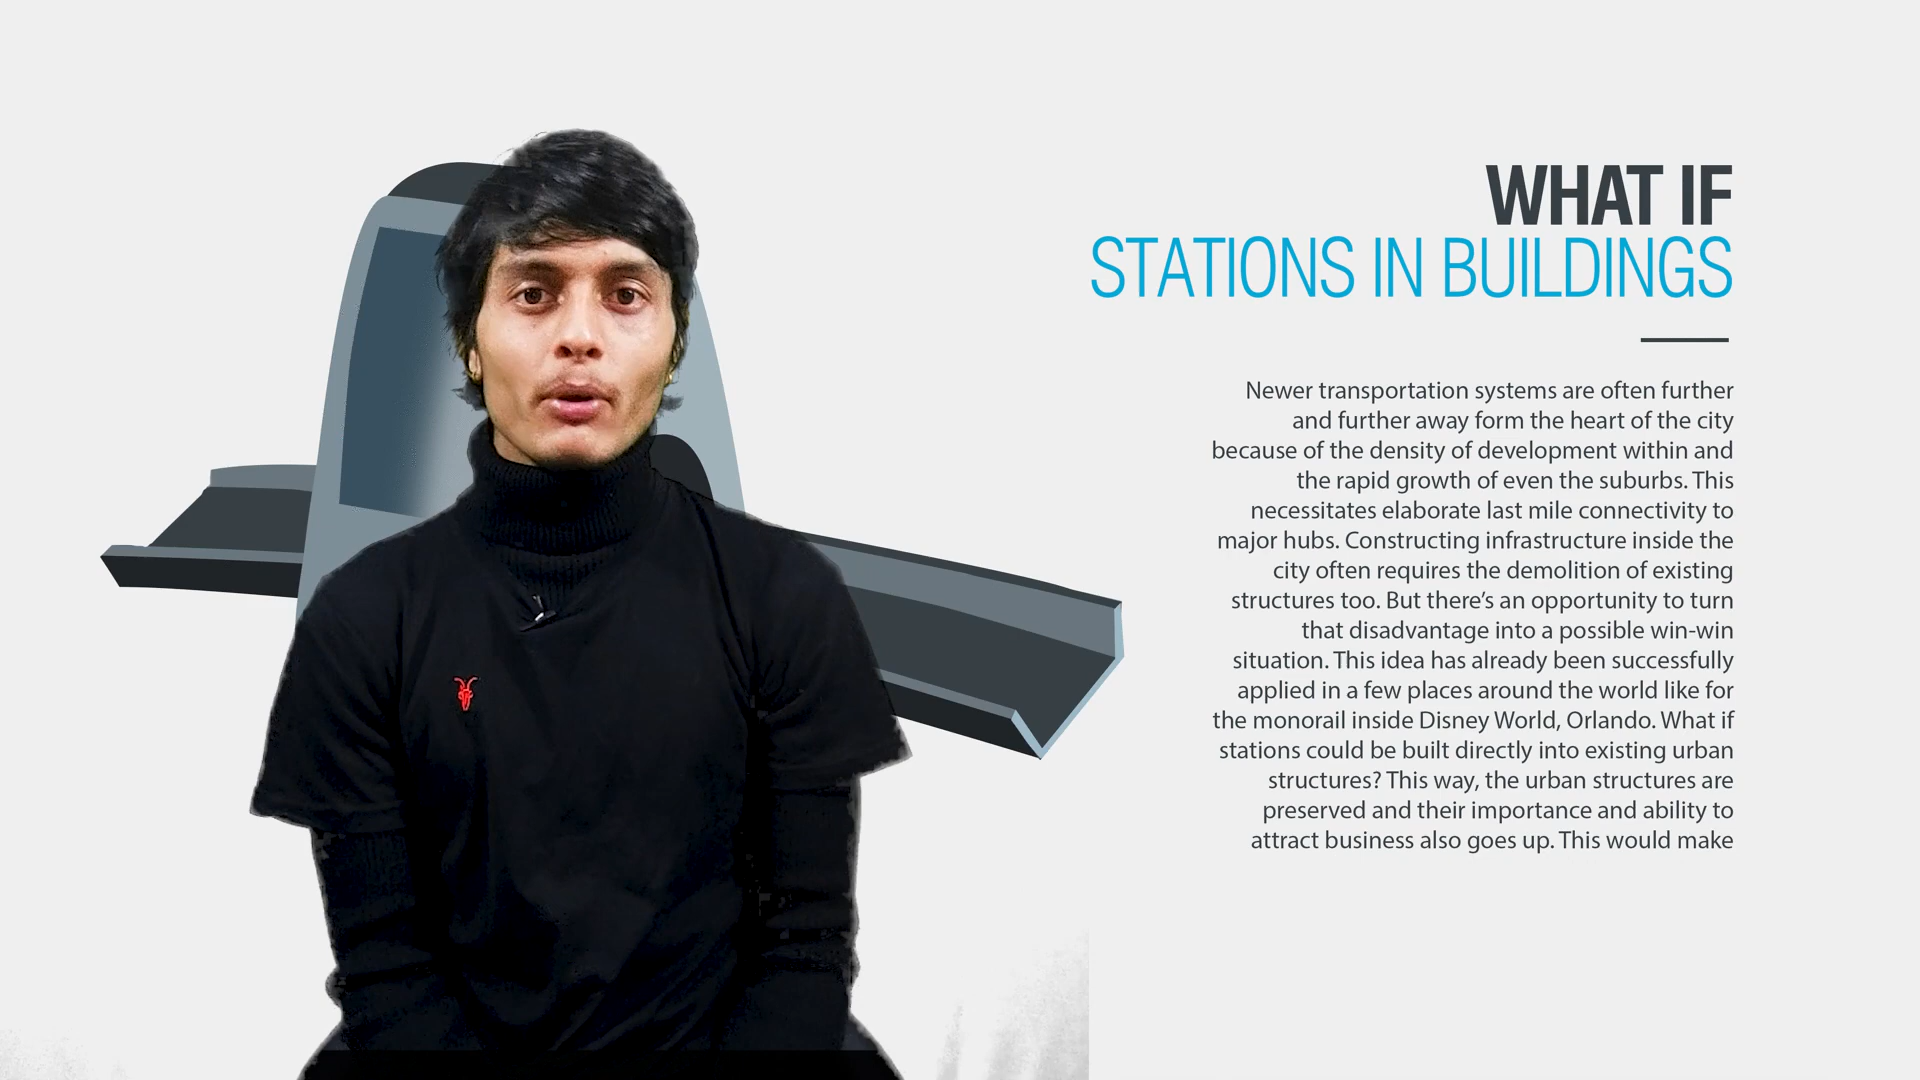 WHAT IF
STATIONS IN BUILDINGS
Newer transportation systems are often further
and further away form the heart of the city
because of the density of development within and
the rapid growth of even the suburbs. This
necessitates elaborate last mile connectivity to
major hubs. Constructing infrastructure inside the
city often requires the demolition of existing
structures too. But there’s an opportunity to turn
that disadvantage into a possible win-win
situation. This idea has already been successfully
applied in a few places around the world like for
the monorail inside Disney World, Orlando. What if
stations could be built directly into existing urban
structures? This way, the urban structures are
preserved and their importance and ability to
attract business also goes up. This would make